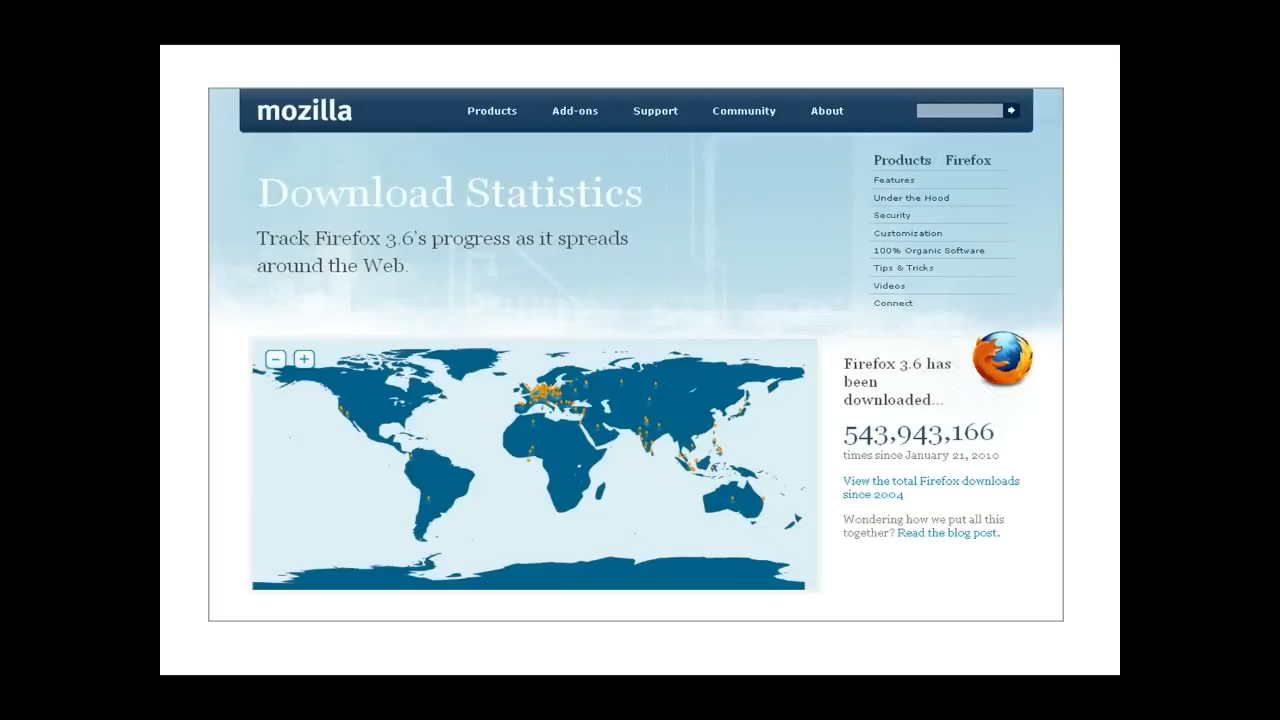 mozilla
Products Add-ons Support Community About
Products Firefox
Features
Under the Hood
Security
Customization
100% Organic Software
Tips & Tricks
Videos
Connect
Download Statistics
Track Firefox 3.6's progress as it spreads
around the Web.
Firefox 3.6 has
been
downloaded...
543,943,166
times since January 21, 2010
View the total Firefox downloads
since 2004
Wondering how we put all this
together? Read the blog post.